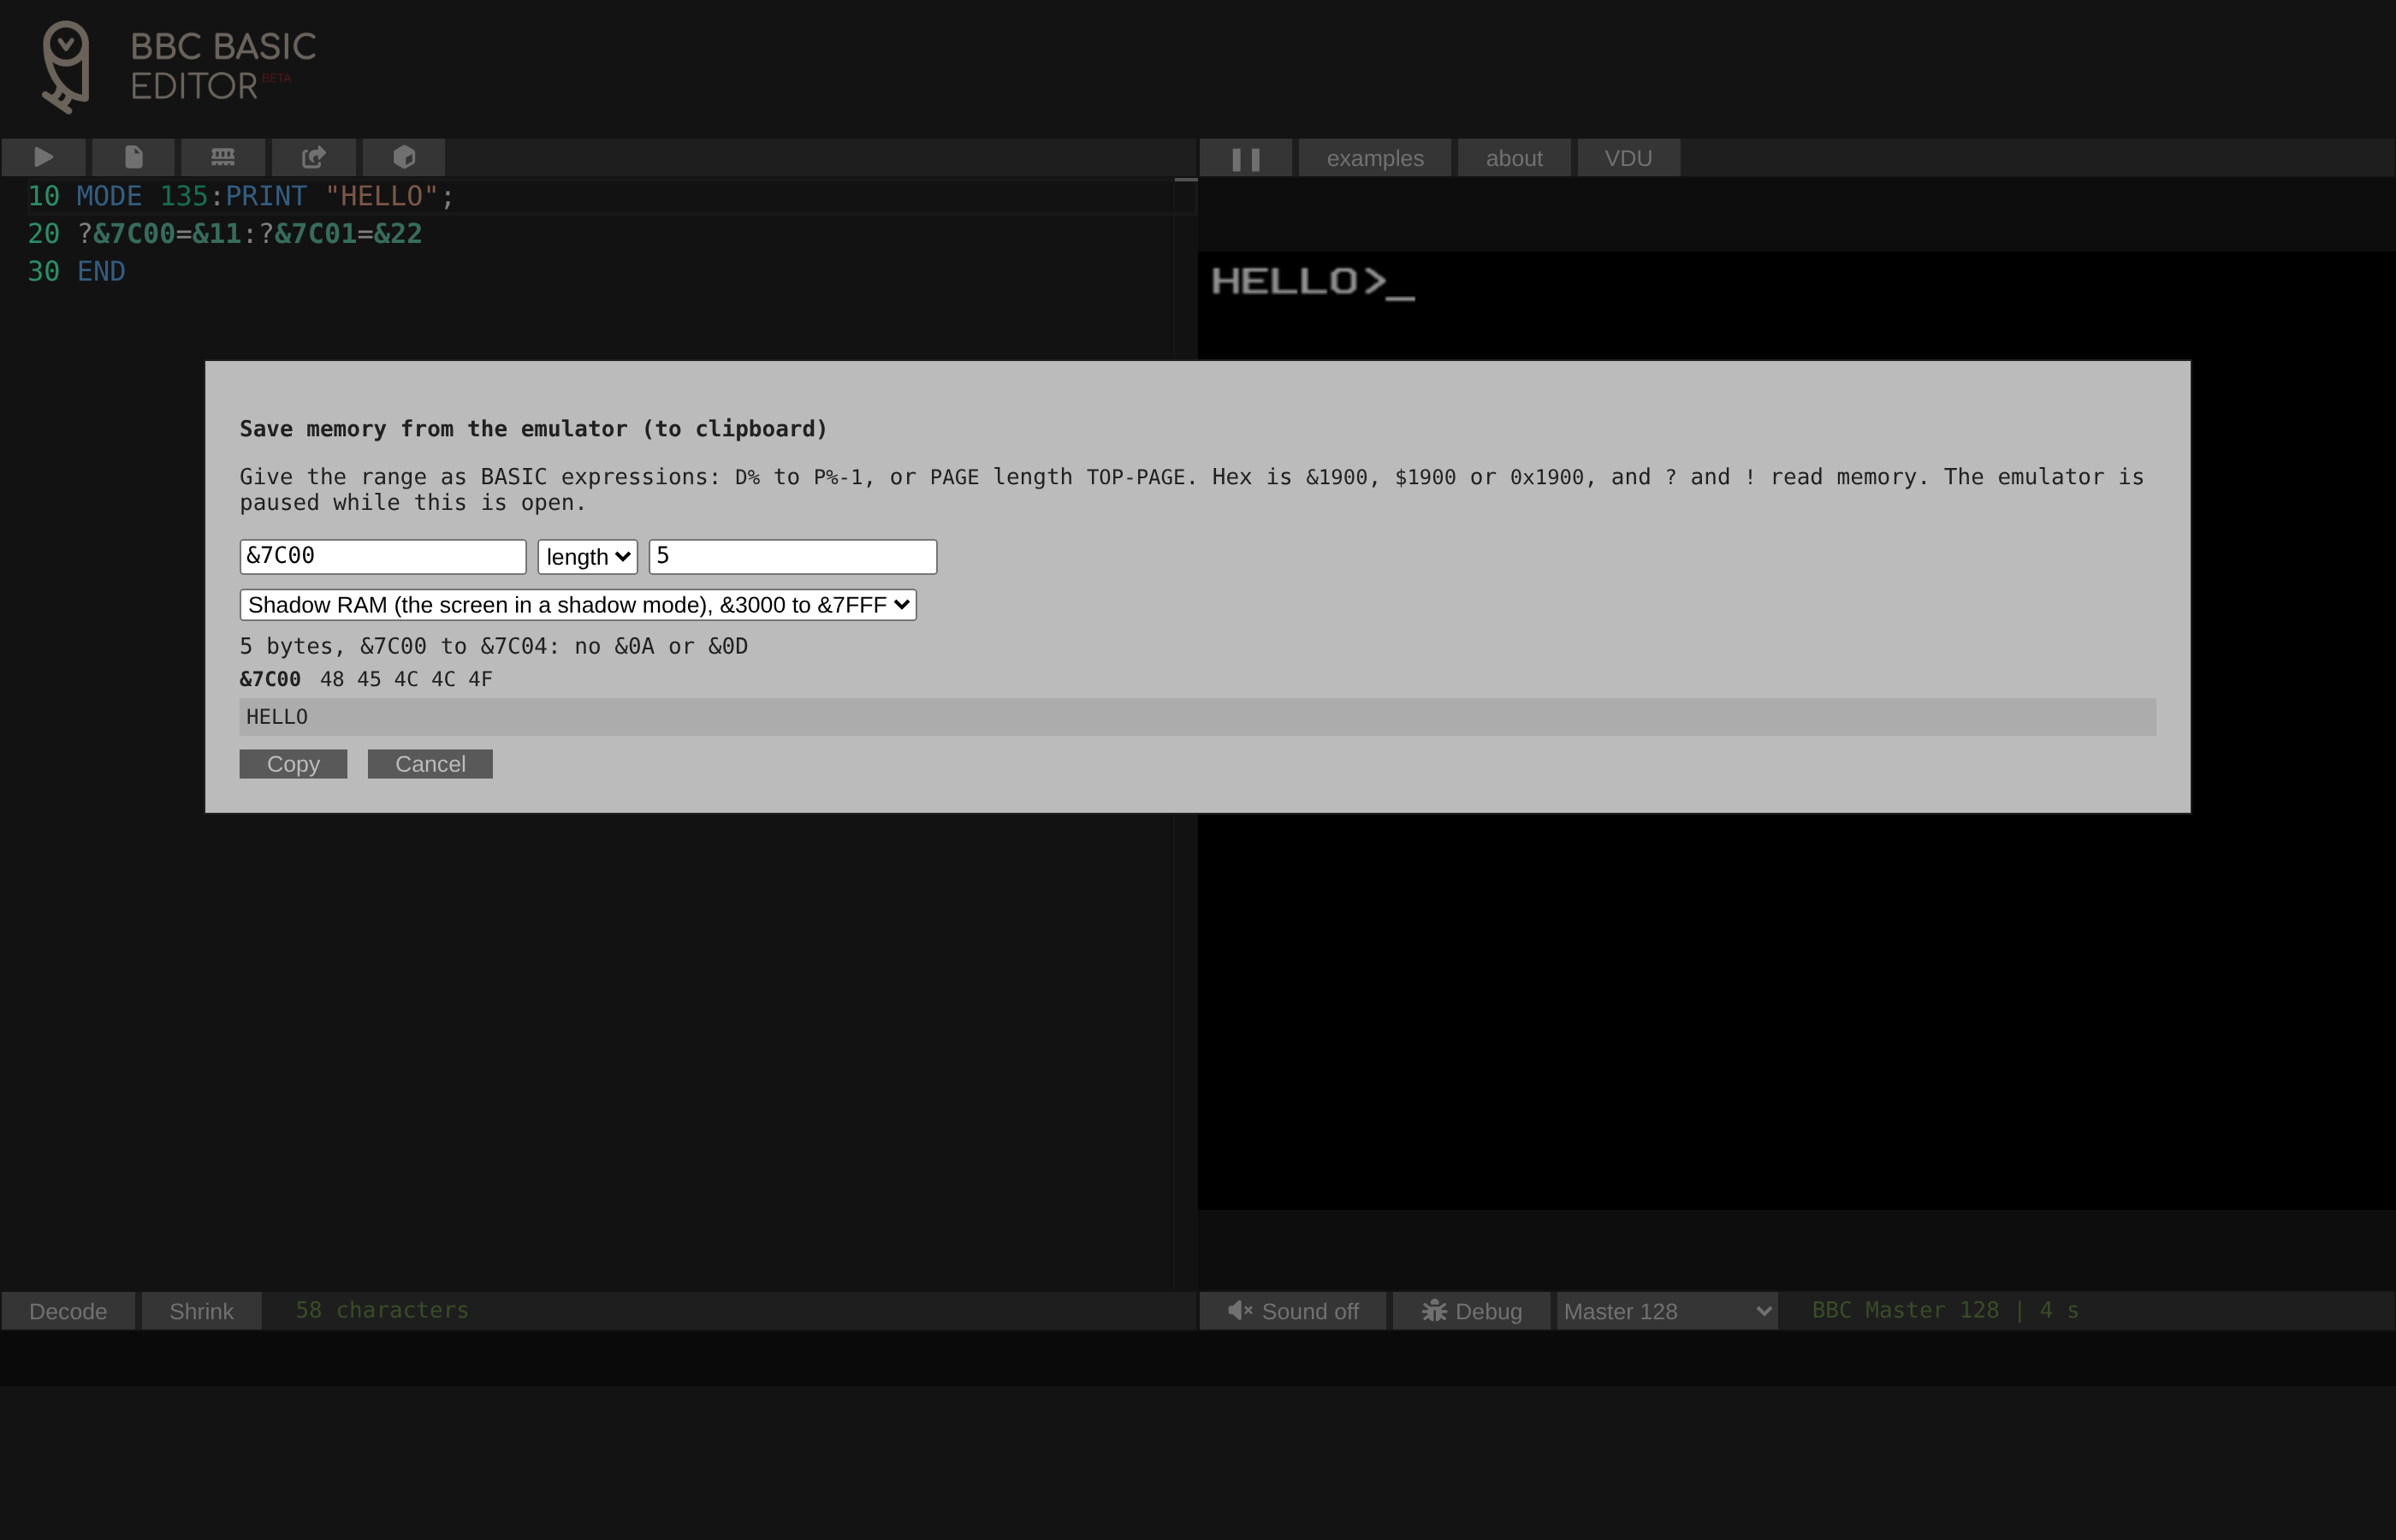 BBC BASIC
EDITOR BETA
examples about VDU
10 MODE 135:PRINT "HELLO";
20 ?&7C00=&11:?&7C01=&22
30 END
HELLO>_
Save memory from the emulator (to clipboard)
Give the range as BASIC expressions: D% to P%-1, or PAGE length TOP-PAGE. Hex is &1900, $1900 or 0x1900, and ? and ! read memory. The emulator is
paused while this is open.
&7C00 length 5
Shadow RAM (the screen in a shadow mode), &3000 to &7FFF
5 bytes, &7C00 to &7C04: no &0A or &0D
&7C00 48 45 4C 4C 4F
HELLO
Copy Cancel
Decode Shrink 58 characters
Sound off Debug Master 128 BBC Master 128 | 4 s